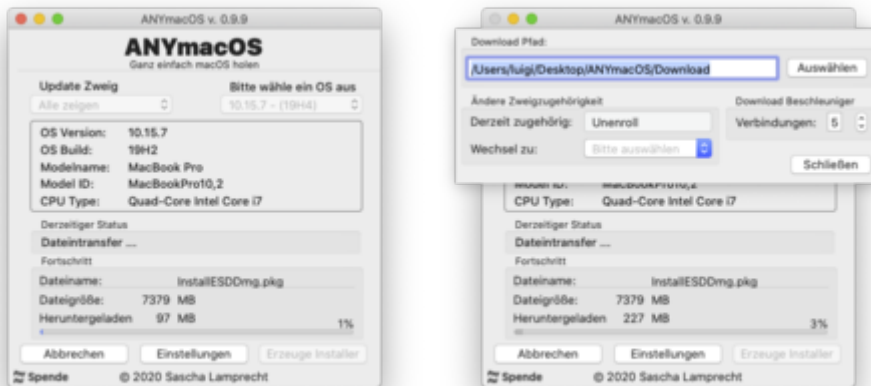 ANYmacOS v. 0.9.9
ANYmacOS
Ganz einfach macOS holen
Update Zweig
Bitte wähle ein OS aus
Alle zeigen
10.15.7 - (19H4)
OS Version: 10.15.7
OS Build: 19H2
Modelname: MacBook Pro
Model ID: MacBookPro10,2
CPU Type: Quad-Core Intel Core i7
Derzeitiger Status
Dateintransfer ...
Fortschritt
Dateiname: InstallESDDmg.pkg
Dateigröße: 7379 MB
Heruntergeladen 97 MB
1%
Abbrechen Einstellungen Erzeuge Installer
Spende © 2020 Sascha Lamprecht
ANYmacOS v. 0.9.9
Download Pfad:
/Users/luigi/Desktop/ANYmacOS/Download Auswählen
Ändere Zweigzugehörigkeit
Download Beschleuniger
Derzeit zugehörig: Unenroll
Verbindungen: 5
Wechsel zu: Bitte auswählen
Schließen
Model ID: MacBookPro10,2
CPU Type: Quad-Core Intel Core i7
Derzeitiger Status
Dateintransfer ...
Fortschritt
Dateiname: InstallESDDmg.pkg
Dateigröße: 7379 MB
Heruntergeladen 227 MB
3%
Abbrechen Einstellungen Erzeuge Installer
Spende © 2020 Sascha Lamprecht